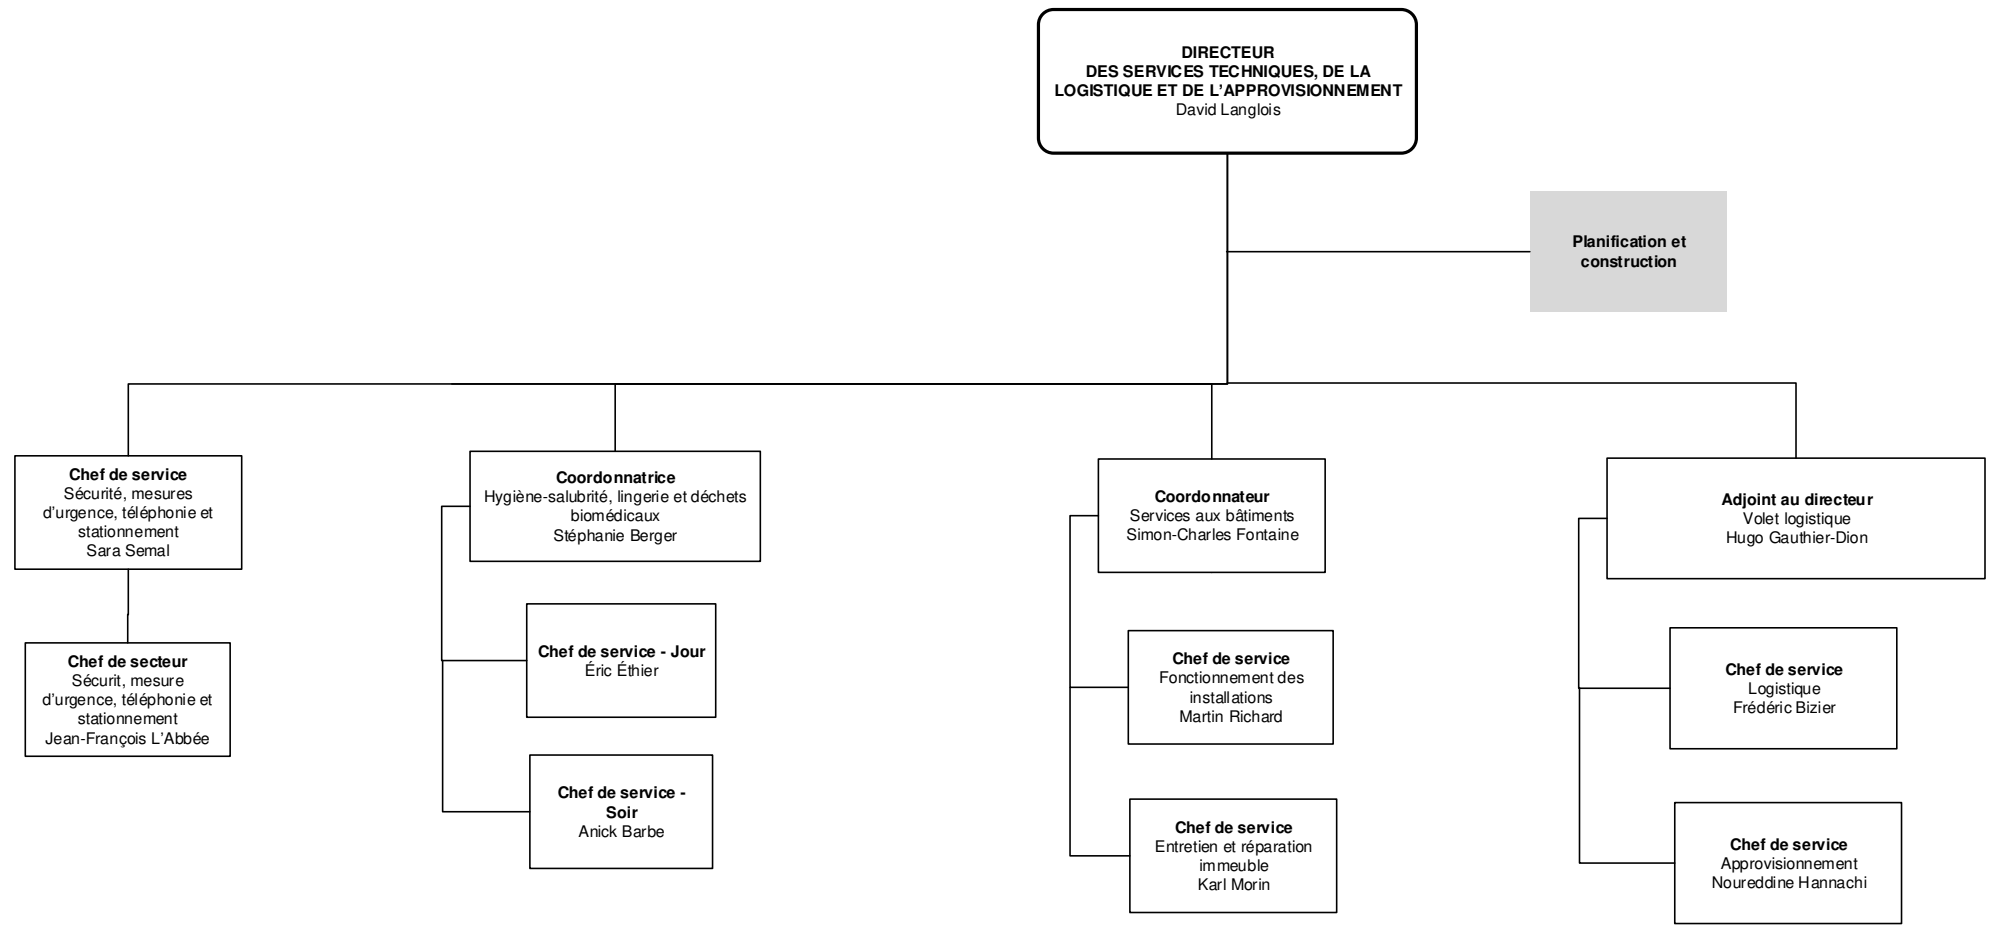 DIRECTEUR
DES SERVICES TECHNIQUES, DE LA
LOGISTIQUE ET DE L'APPROVISIONNEMENT
David Langlois
Planification et
construction
Chef de service
Sécurité, mesures
d'urgence, téléphonie et
stationnement
Sara Semal
Chef de secteur
Sécurit, mesure
d'urgence, téléphonie et
stationnement
Jean-François L'Abbée
Coordonnatrice
Hygiène-salubrité, lingerie et déchets
biomédicaux
Stéphanie Berger
Chef de service - Jour
Éric Éthier
Chef de service -
Soir
Anick Barbe
Coordonnateur
Services aux bâtiments
Simon-Charles Fontaine
Chef de service
Fonctionnement des
installations
Martin Richard
Chef de service
Entretien et réparation
immeuble
Karl Morin
Adjoint au directeur
Volet logistique
Hugo Gauthier-Dion
Chef de service
Logistique
Frédéric Bizier
Chef de service
Approvisionnement
Noureddine Hannachi